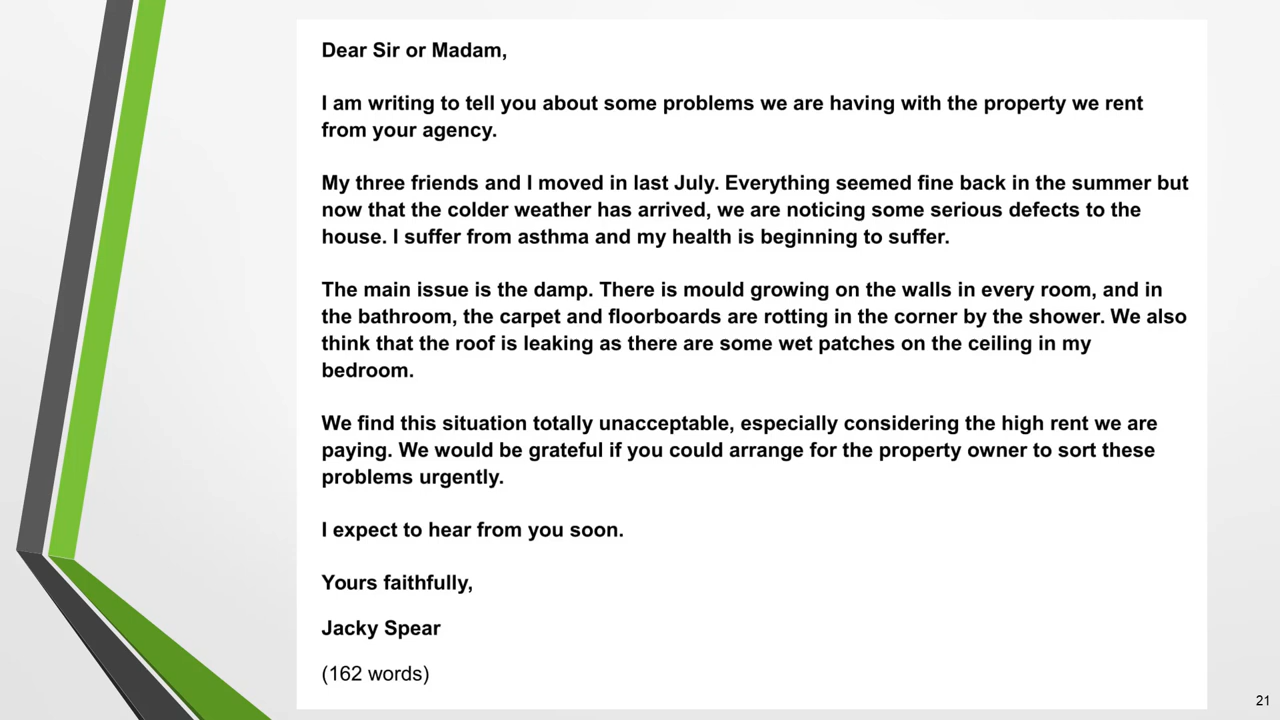 Dear Sir or Madam,
I am writing to tell you about some problems we are having with the property we rent
from your agency.
My three friends and I moved in last July. Everything seemed fine back in the summer but
now that the colder weather has arrived, we are noticing some serious defects to the
house. I suffer from asthma and my health is beginning to suffer.
The main issue is the damp. There is mould growing on the walls in every room, and in
the bathroom, the carpet and floorboards are rotting in the corner by the shower. We also
think that the roof is leaking as there are some wet patches on the ceiling in my
bedroom.
We find this situation totally unacceptable, especially considering the high rent we are
paying. We would be grateful if you could arrange for the property owner to sort these
problems urgently.
I expect to hear from you soon.
Yours faithfully,
Jacky Spear
(162 words)
21